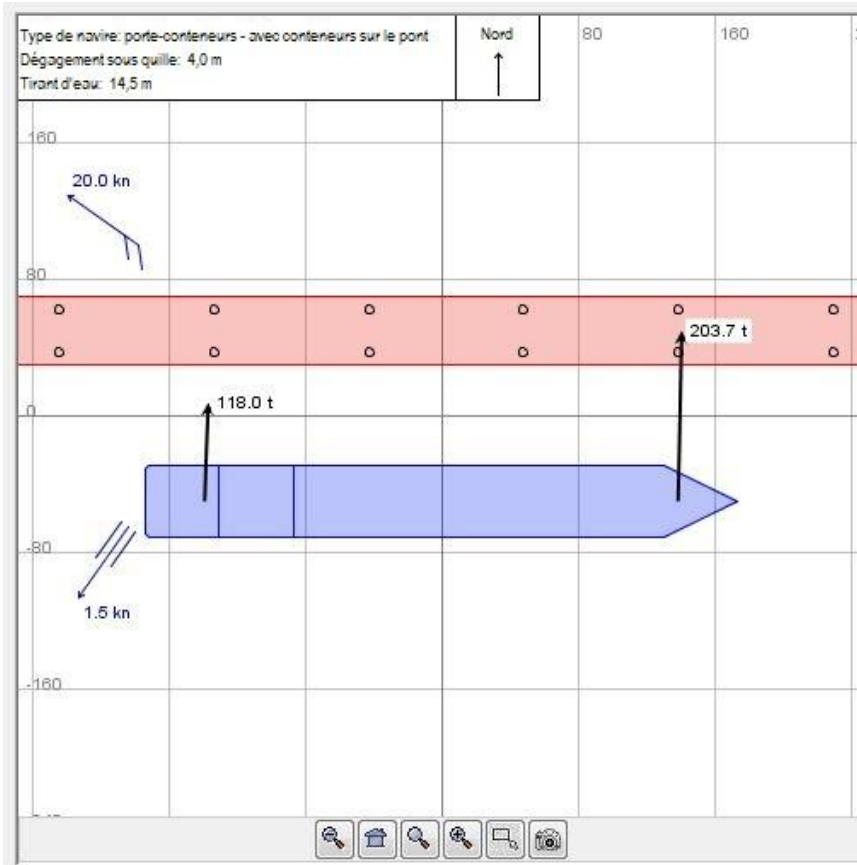 Type de navire: porte-conteneurs - avec conteneurs sur le pont
Dégagement sous quille: 4,0 m
Tirant d'eau: 14,5 m
Nord
80
160
160
20.0 kn
80
203.7 t
118.0 t
0
-80
1.5 kn
-160